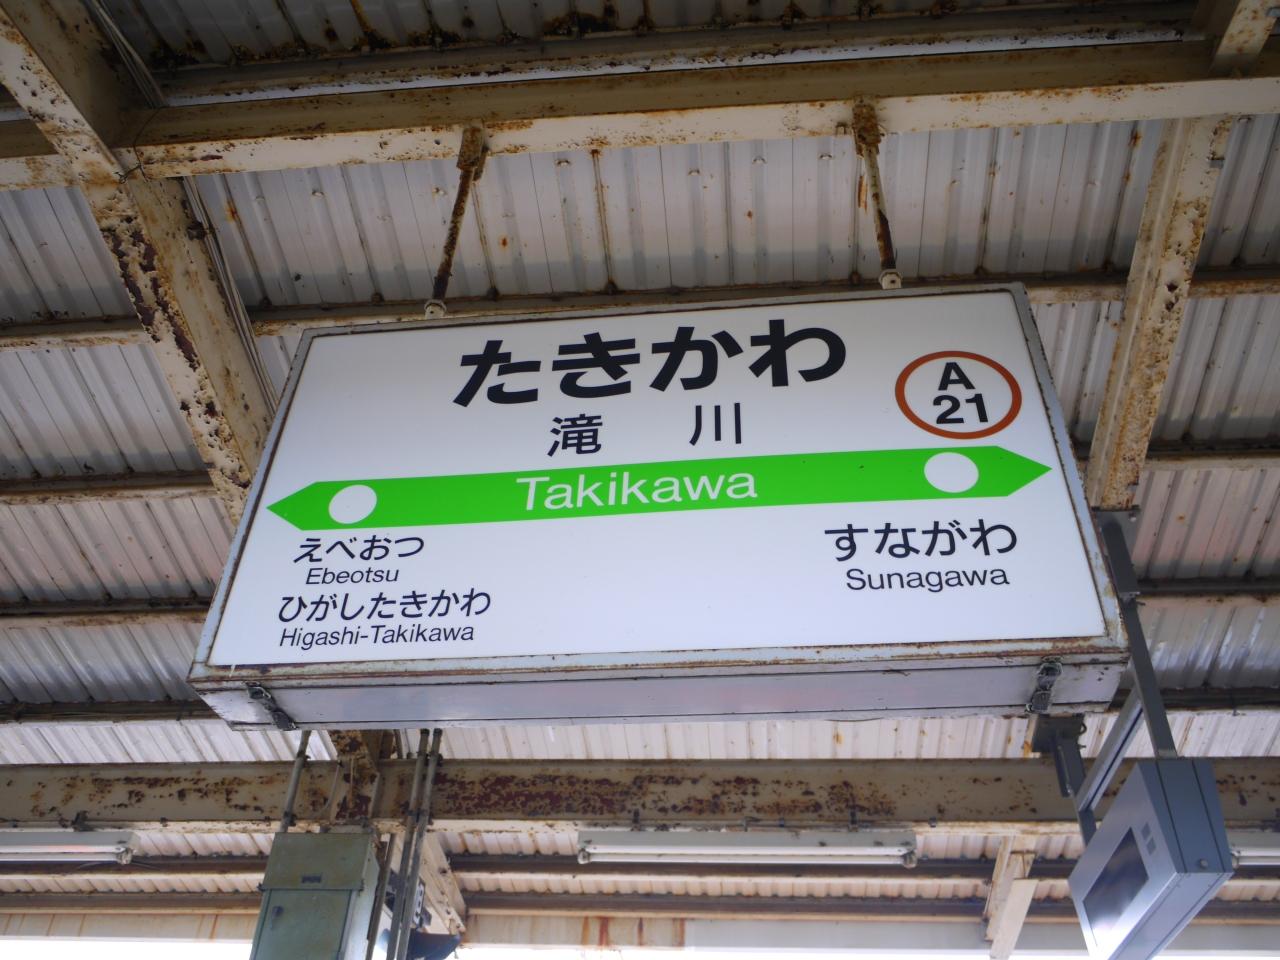 たきかわ
滝川
A
21
Takikawa
えべおつ
Ebeotsu
ひがしたきかわ
Higashi-Takikawa
すながわ
Sunagawa